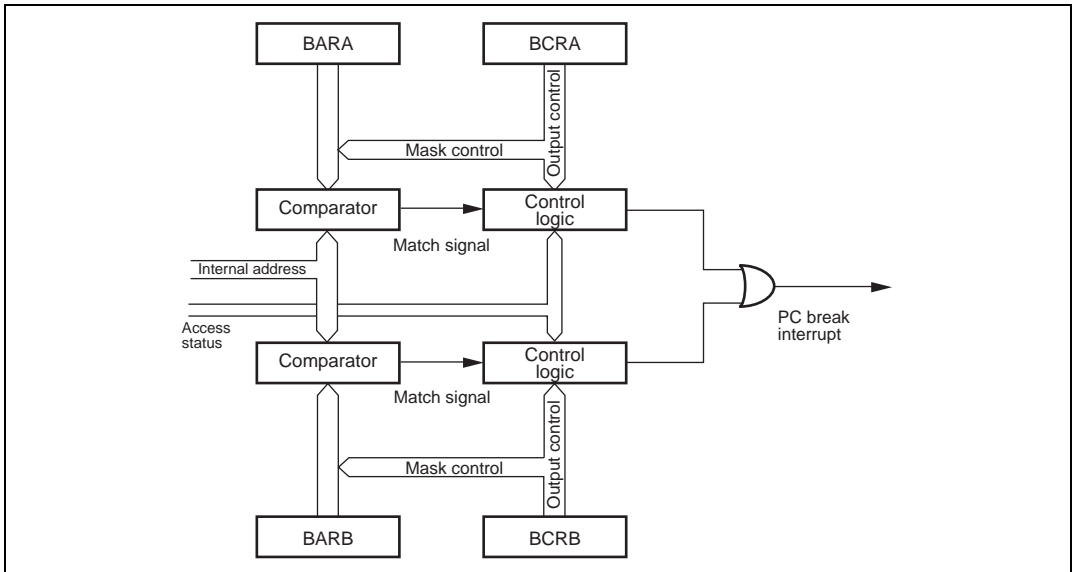 BARA
BCRA
Output control
Mask control
Comparator
Control
logic
Match signal
Internal address
Access
status
PC break
interrupt
Comparator
Control
logic
Match signal
Output control
Mask control
BARB
BCRB